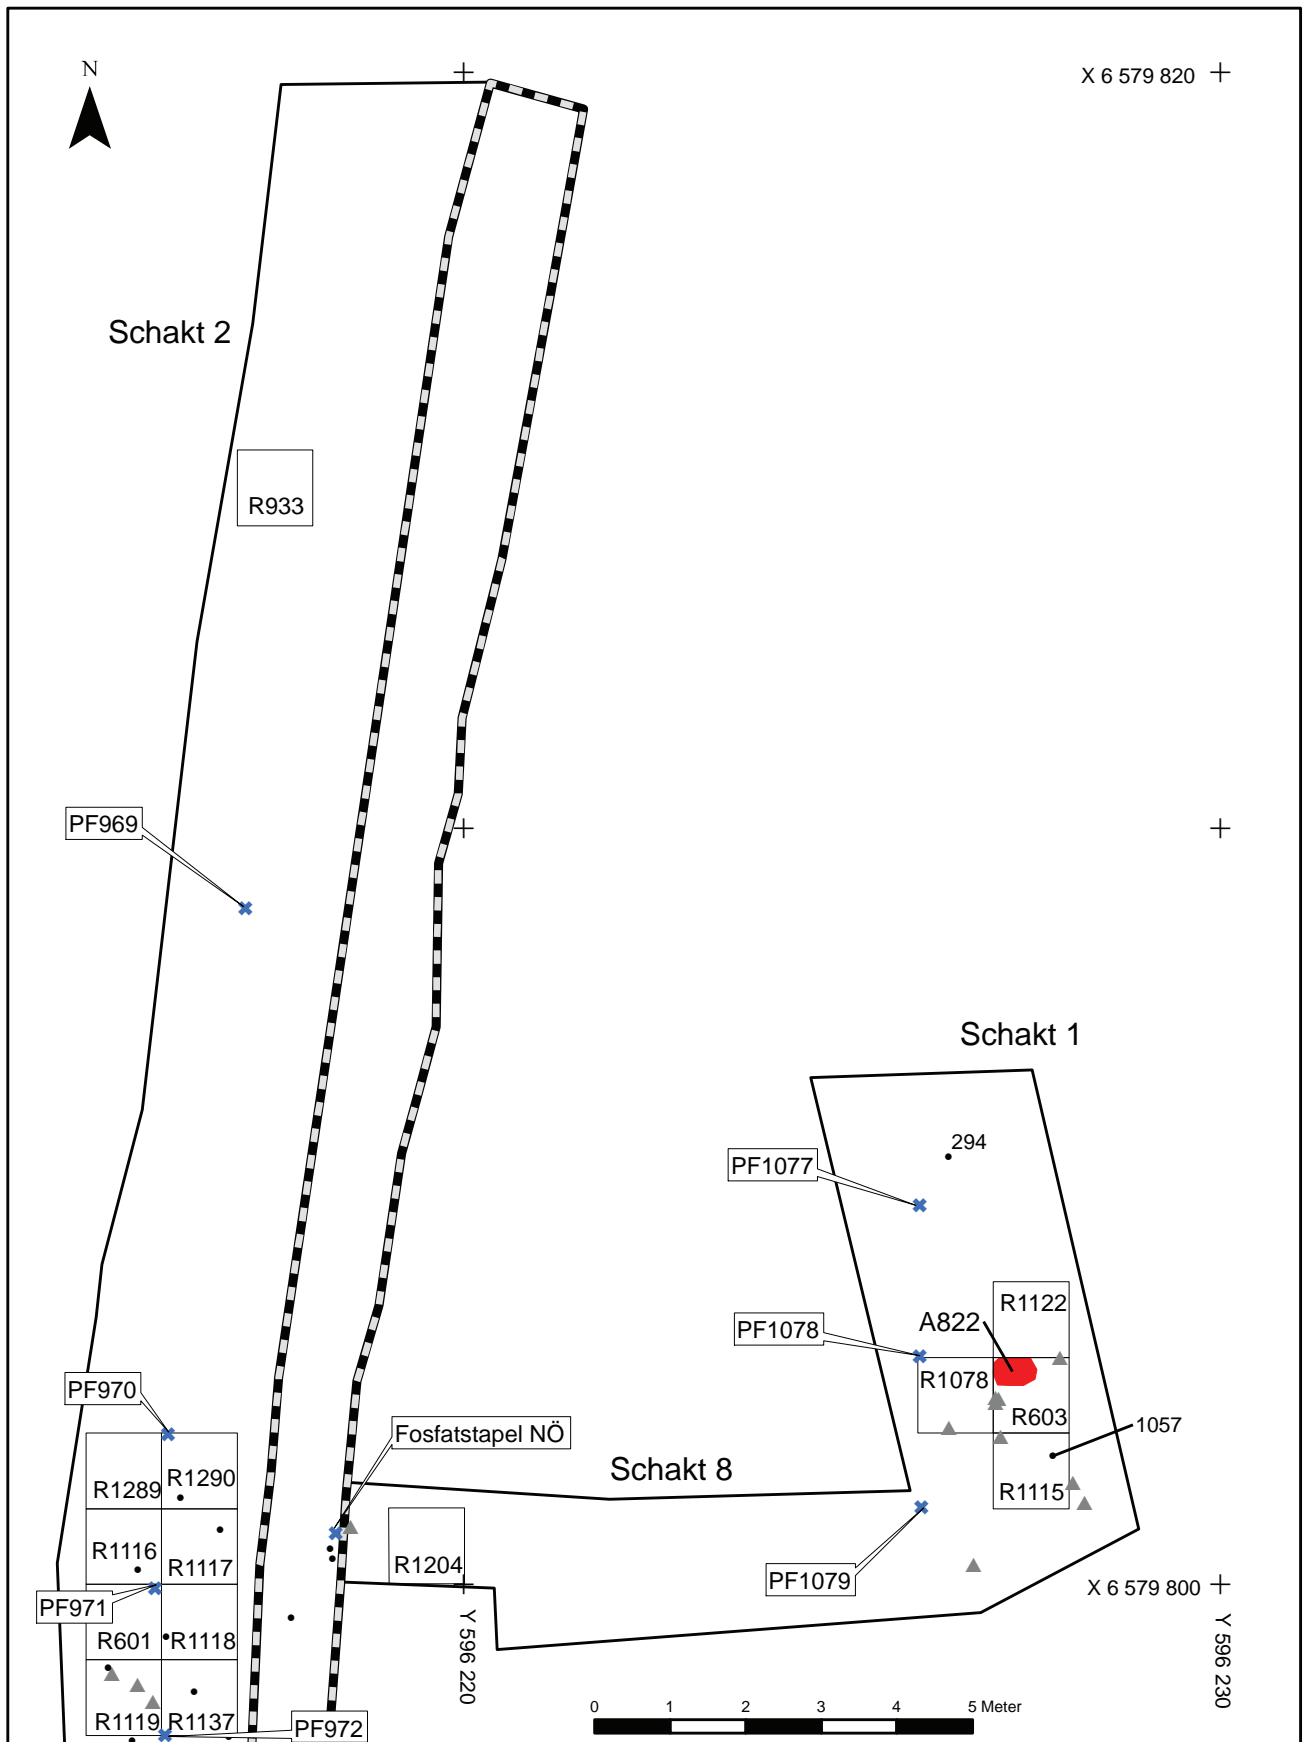 N
X 6 579 820
Schakt 2
R933
PF969
Schakt 1
294
PF1077
R1122
A822
PF1078
R1078
PF970
R603
1057
Fosfatstapel NÖ
Schakt 8
R1290
R1289
R1115
R1116
R1117
R1204
PF1079
X 6 579 800
PF971
R601
R1118
Y 596 220
Y 596 230
0 1 2 3 4 5 Meter
R1119
R1137
PF972